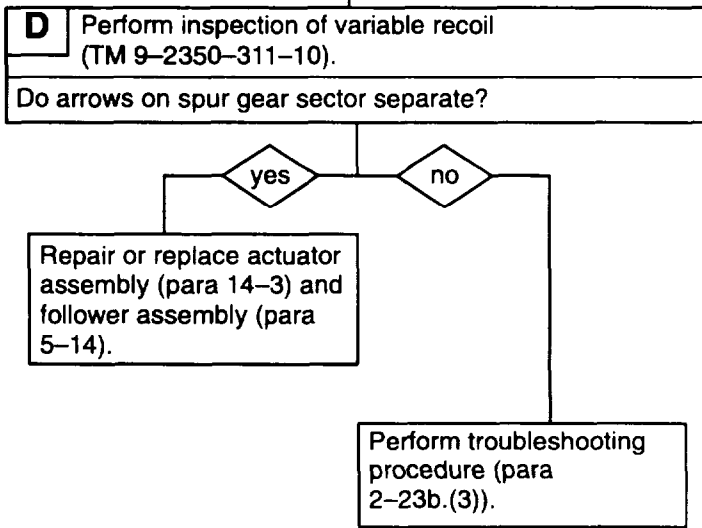 D Perform inspection of variable recoil
(TM 9–2350–311–10).
Do arrows on spur gear sector separate?
yes no
Repair or replace actuator
assembly (para 14–3) and
follower assembly (para
5–14).
Perform troubleshooting
procedure (para
2–23b.(3)).